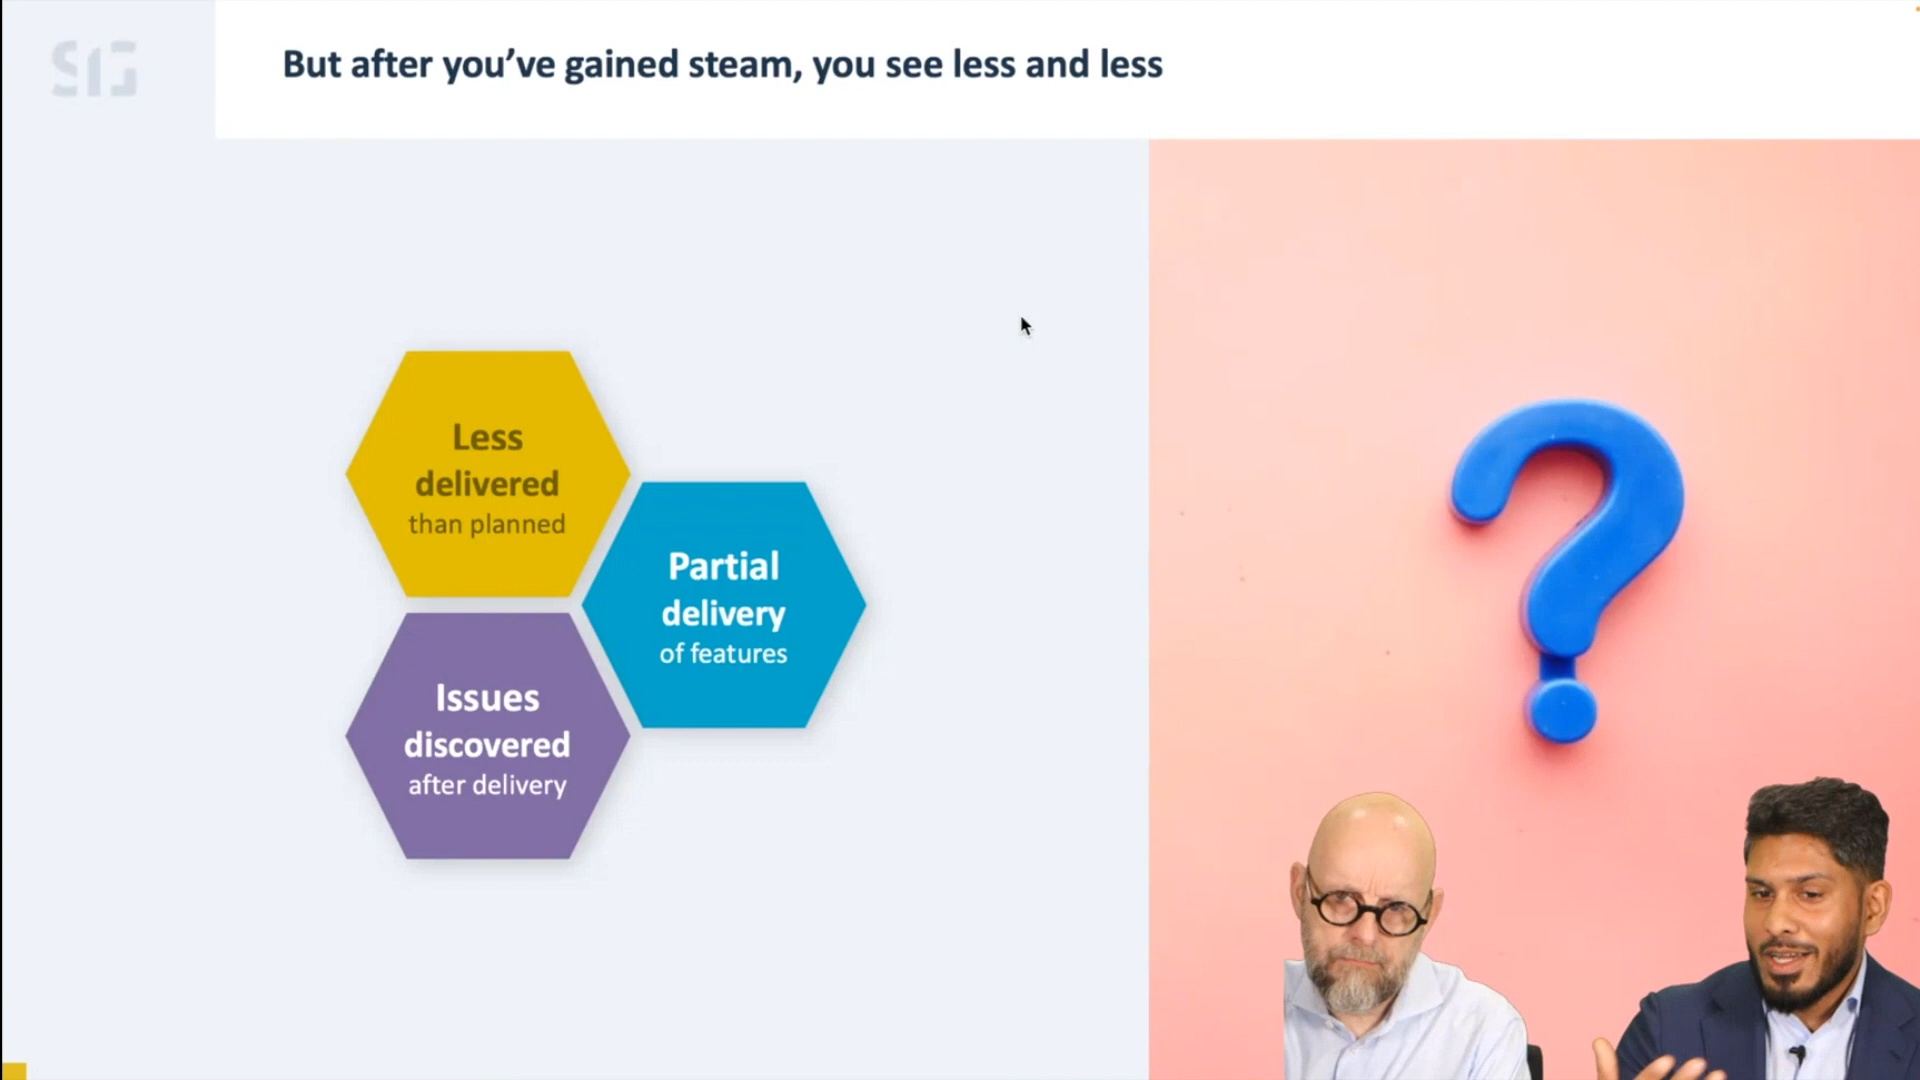 SIG
But after you’ve gained steam, you see less and less
Less
delivered
than planned
Partial
delivery
of features
Issues
discovered
after delivery